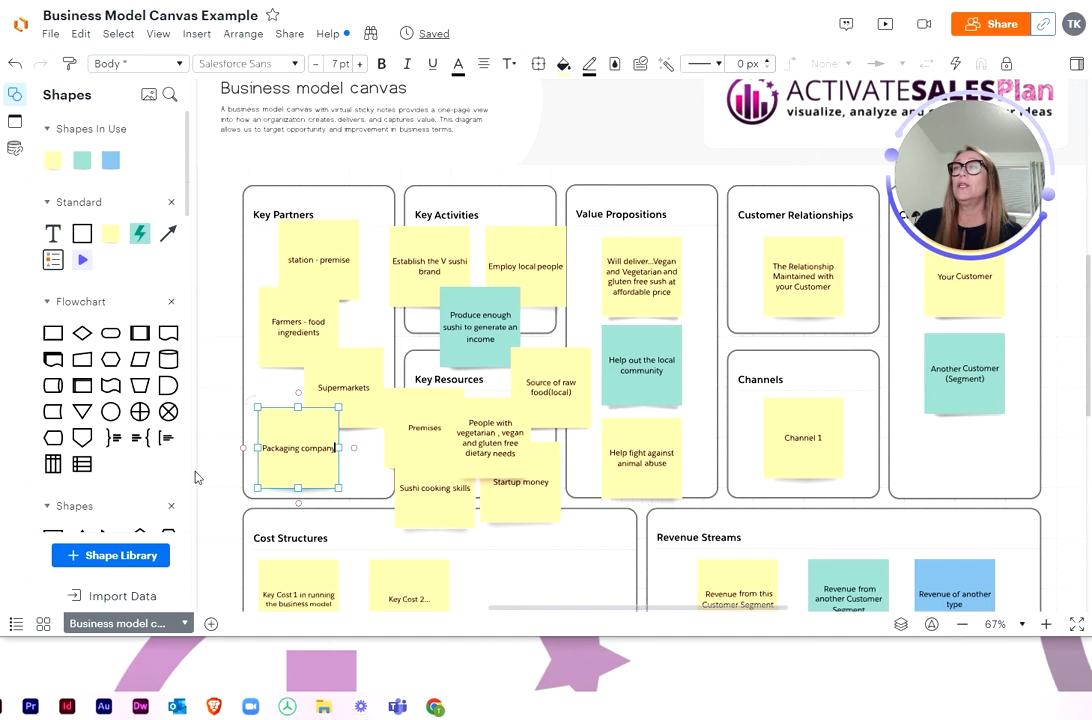 Business Model Canvas Example
File Edit Select View Insert Arrange Share Help Saved
Share
TK
Body * Salesforce Sans 7 pt B I U A 0 px None
Shapes
Shapes In Use
Standard
Flowchart
Shapes
+ Shape Library
Import Data
Business model canvas
A business model canvas with virtual sticky notes provides a one-page view
into how an organization creates, delivers, and captures value. This diagram
allows us to target opportunity and improvement in business terms.
ACTIVATESALESPlan
visualize, analyze and
ideas
Key Partners
station - premise
Farmers - food
ingredients
Supermarkets
Packaging company
Key Activities
Establish the V sushi
brand
Employ local people
Produce enough
sushi to generate an
income
Key Resources
Source of raw
food(local)
Premises
People with
vegetarian , vegan
and gluten free
dietary needs
Sushi cooking skills
Startup money
Value Propositions
Will deliver...Vegan
and Vegetarian and
gluten free sush at
affordable price
Help out the local
community
Help fight against
animal abuse
Customer Relationships
The Relationship
Maintained with
your Customer
Channels
Channel 1
Your Customer
Another Customer
(Segment)
Cost Structures
Key Cost 1 in running
the business model
Key Cost 2...
Revenue Streams
Revenue from this
Customer Segment
Revenue from
another Customer
Segment
Revenue of another
type
Business model c...
67%
Pr Id Au Dw